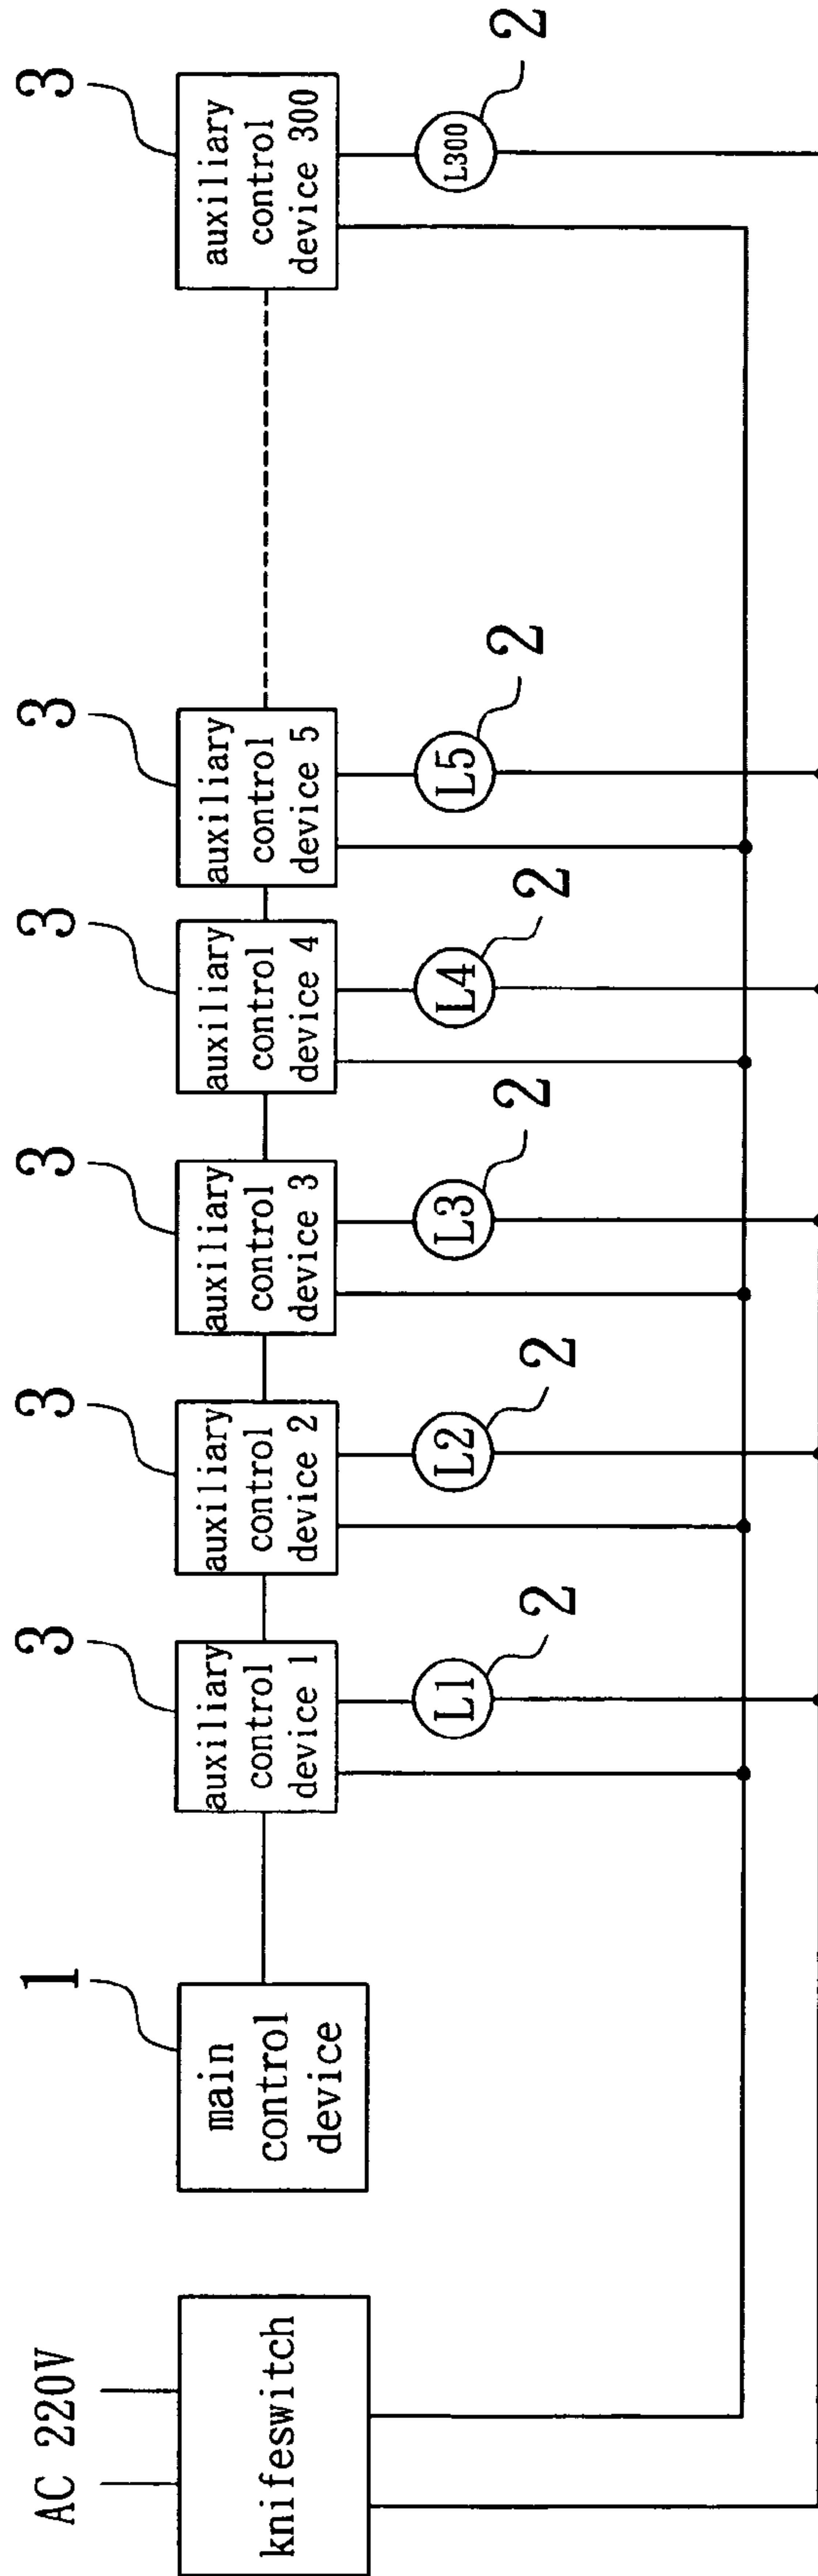 AC 220V
knifeswitch
1
main
control
device
3
auxiliary
control
device 1
L1
2
3
auxiliary
control
device 2
L2
2
3
auxiliary
control
device 3
L3
2
3
auxiliary
control
device 4
L4
2
3
auxiliary
control
device 5
L5
2
3
auxiliary
control
device 300
L300
2